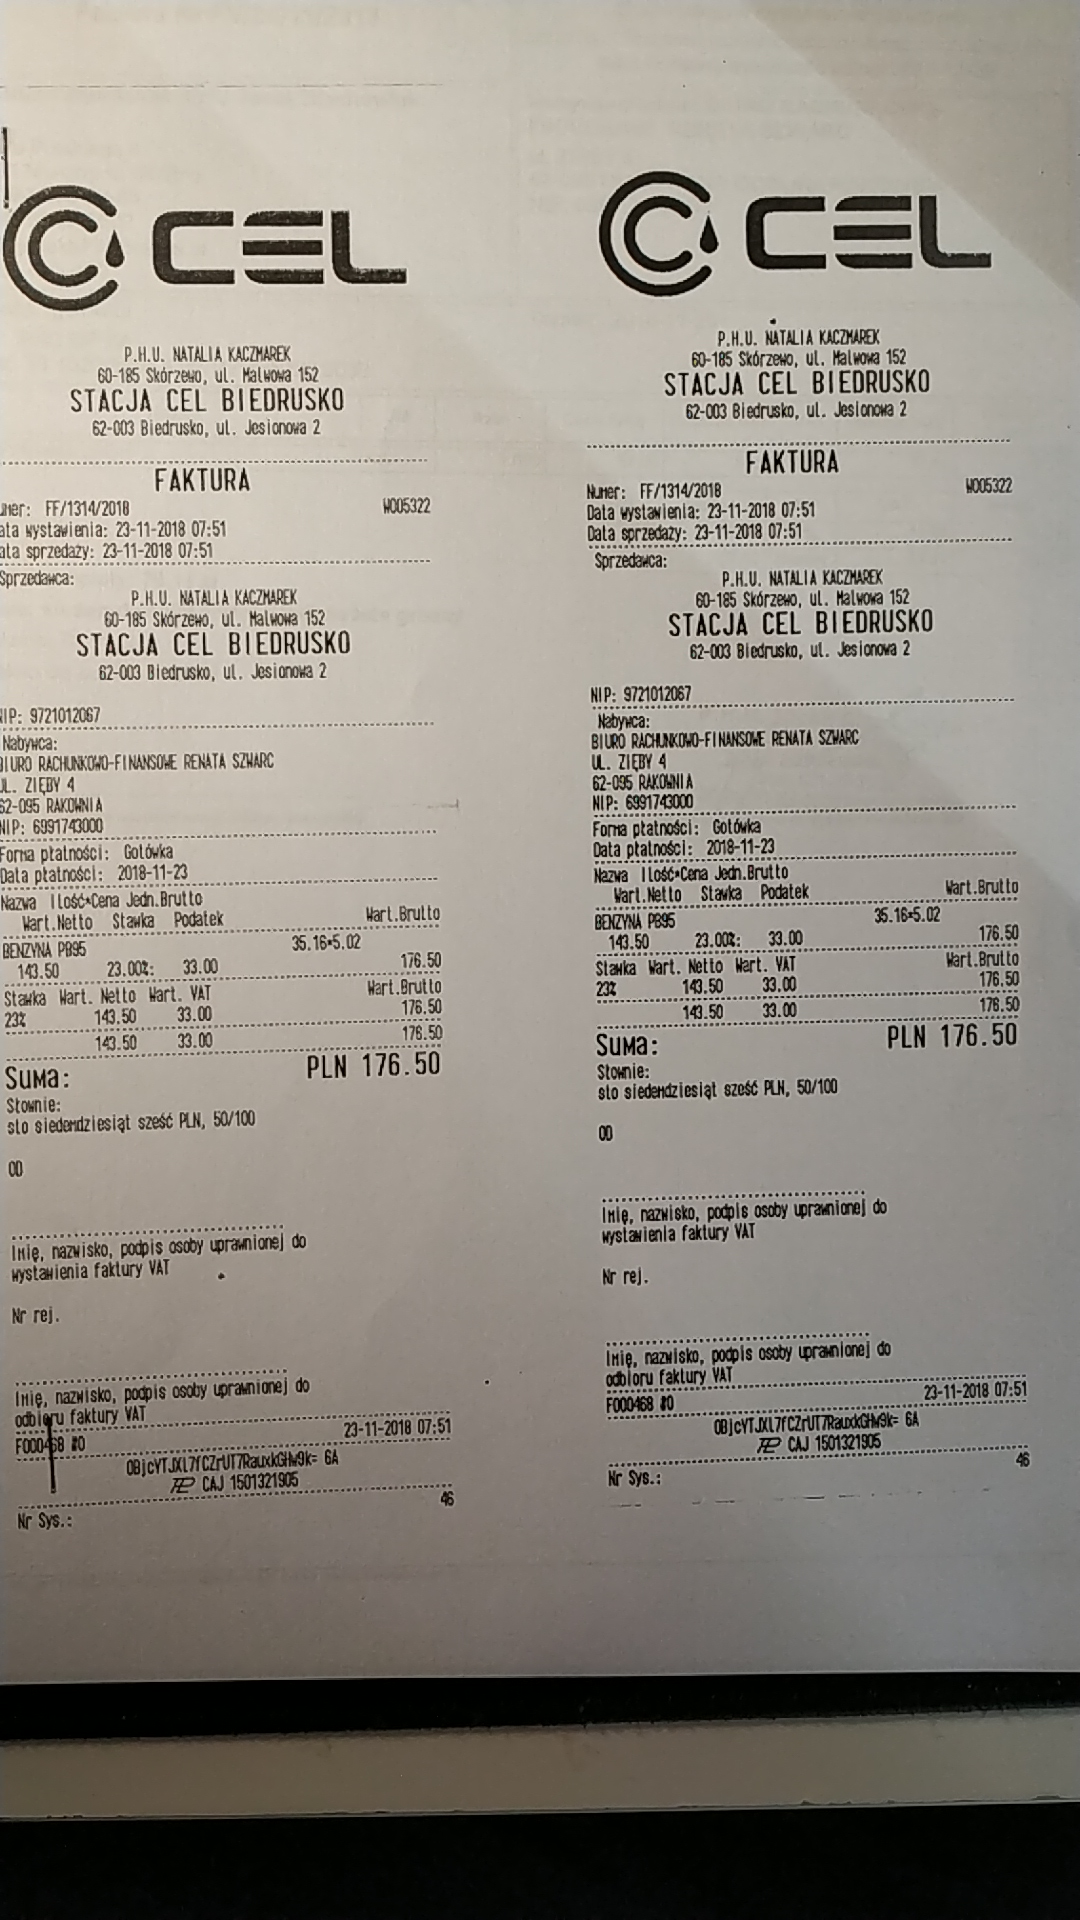 CEL
P.H.U. NATALIA KACZMAREK
60-185 Skórzewo, ul. Malwowa 152
STACJA CEL BIEDRUSKO
62-003 Biedrusko, ul. Jesionowa 2
FAKTURA
umer: FF/1314/2018 W005322
ata wystawienia: 23-11-2018 07:51
ata sprzedaży: 23-11-2018 07:51
Sprzedawca:
P.H.U. NATALIA KACZMAREK
60-185 Skórzewo, ul. Malwowa 152
STACJA CEL BIEDRUSKO
62-003 Biedrusko, ul. Jesionowa 2
NIP: 9721012067
Nabywca:
BIURO RACHUNKOWO-FINANSOWE RENATA SZWARC
UL. ZIĘBY 4
62-095 RAKOWNIA
NIP: 6991743000
Forma płatności: Gotówka
Data płatności: 2018-11-23
Nazwa Ilość*Cena Jedn.Brutto
Wart.Netto Stawka Podatek Wart.Brutto
BENZYNA PB95 35.16*5.02
143.50 23.00%: 33.00 176.50
Stawka Wart. Netto Wart. VAT Wart.Brutto
23% 143.50 33.00 176.50
143.50 33.00 176.50
Suma: PLN 176.50
Słownie:
sto siedemdziesiąt sześć PLN, 50/100
OO
Imię, nazwisko, podpis osoby uprawnionej do
wystawienia faktury VAT
Nr rej.
Imię, nazwisko, podpis osoby uprawnionej do
odbioru faktury VAT
F000468 #0 23-11-2018 07:51
OBjcYTJXL7fCZrUT7RauxkGHw9k= 6A
CAJ 1501321905
46
Nr Sys.:
CEL
P.H.U. NATALIA KACZMAREK
60-185 Skórzewo, ul. Malwowa 152
STACJA CEL BIEDRUSKO
62-003 Biedrusko, ul. Jesionowa 2
FAKTURA
Numer: FF/1314/2018 W005322
Data wystawienia: 23-11-2018 07:51
Data sprzedaży: 23-11-2018 07:51
Sprzedawca:
P.H.U. NATALIA KACZMAREK
60-185 Skórzewo, ul. Malwowa 152
STACJA CEL BIEDRUSKO
62-003 Biedrusko, ul. Jesionowa 2
NIP: 9721012067
Nabywca:
BIURO RACHUNKOWO-FINANSOWE RENATA SZWARC
UL. ZIĘBY 4
62-095 RAKOWNIA
NIP: 6991743000
Forma płatności: Gotówka
Data płatności: 2018-11-23
Nazwa Ilość*Cena Jedn.Brutto
Wart.Netto Stawka Podatek Wart.Brutto
BENZYNA PB95 35.16*5.02
143.50 23.00%: 33.00 176.50
Stawka Wart. Netto Wart. VAT Wart.Brutto
23% 143.50 33.00 176.50
143.50 33.00 176.50
Suma: PLN 176.50
Słownie:
sto siedemdziesiąt sześć PLN, 50/100
OO
Imię, nazwisko, podpis osoby uprawnionej do
wystawienia faktury VAT
Nr rej.
Imię, nazwisko, podpis osoby uprawnionej do
odbioru faktury VAT
F000468 #0 23-11-2018 07:51
OBjcYTJXL7fCZrUT7RauxkGHw9k= 6A
CAJ 1501321905
46
Nr Sys.: